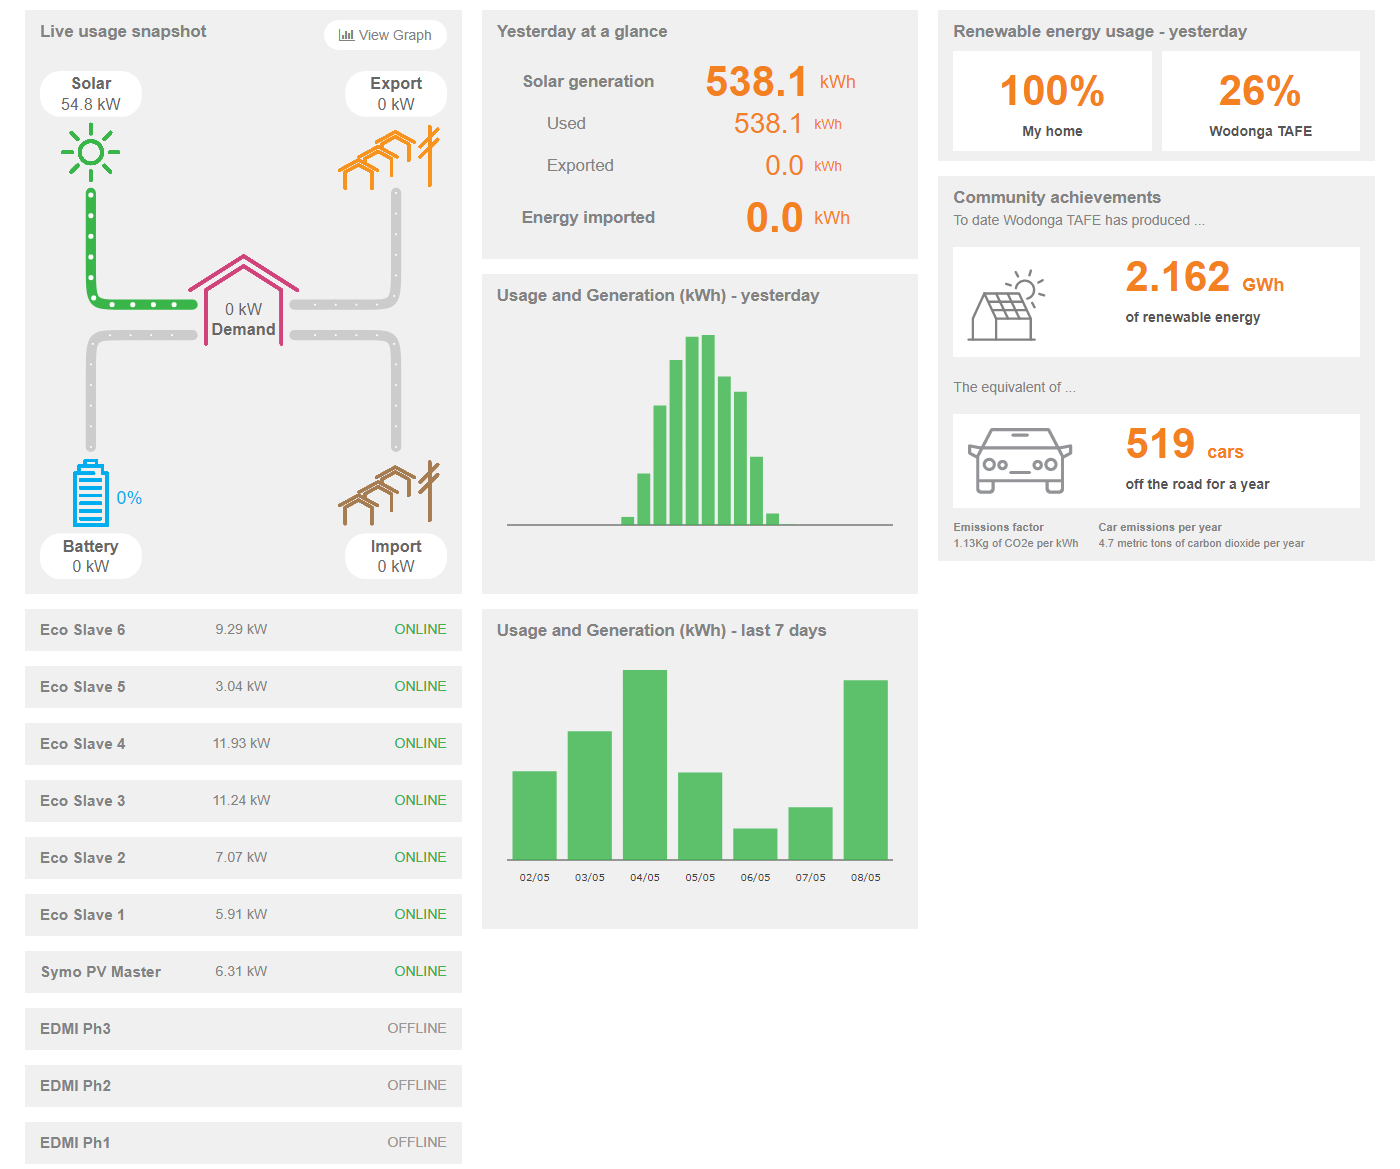 Live usage snapshot
View Graph
Solar
54.8 kW
Export
0 kW
0 kW
Demand
0%
Battery
0 kW
Import
0 kW
Eco Slave 6 9.29 kW ONLINE
Eco Slave 5 3.04 kW ONLINE
Eco Slave 4 11.93 kW ONLINE
Eco Slave 3 11.24 kW ONLINE
Eco Slave 2 7.07 kW ONLINE
Eco Slave 1 5.91 kW ONLINE
Symo PV Master 6.31 kW ONLINE
EDMI Ph3 OFFLINE
EDMI Ph2 OFFLINE
EDMI Ph1 OFFLINE
Yesterday at a glance
Solar generation 538.1 kWh
Used 538.1 kWh
Exported 0.0 kWh
Energy imported 0.0 kWh
Usage and Generation (kWh) - yesterday
Usage and Generation (kWh) - last 7 days
02/05 03/05 04/05 05/05 06/05 07/05 08/05
Renewable energy usage - yesterday
100%
My home
26%
Wodonga TAFE
Community achievements
To date Wodonga TAFE has produced ...
2.162 GWh
of renewable energy
The equivalent of ...
519 cars
off the road for a year
Emissions factor
1.13Kg of CO2e per kWh
Car emissions per year
4.7 metric tons of carbon dioxide per year